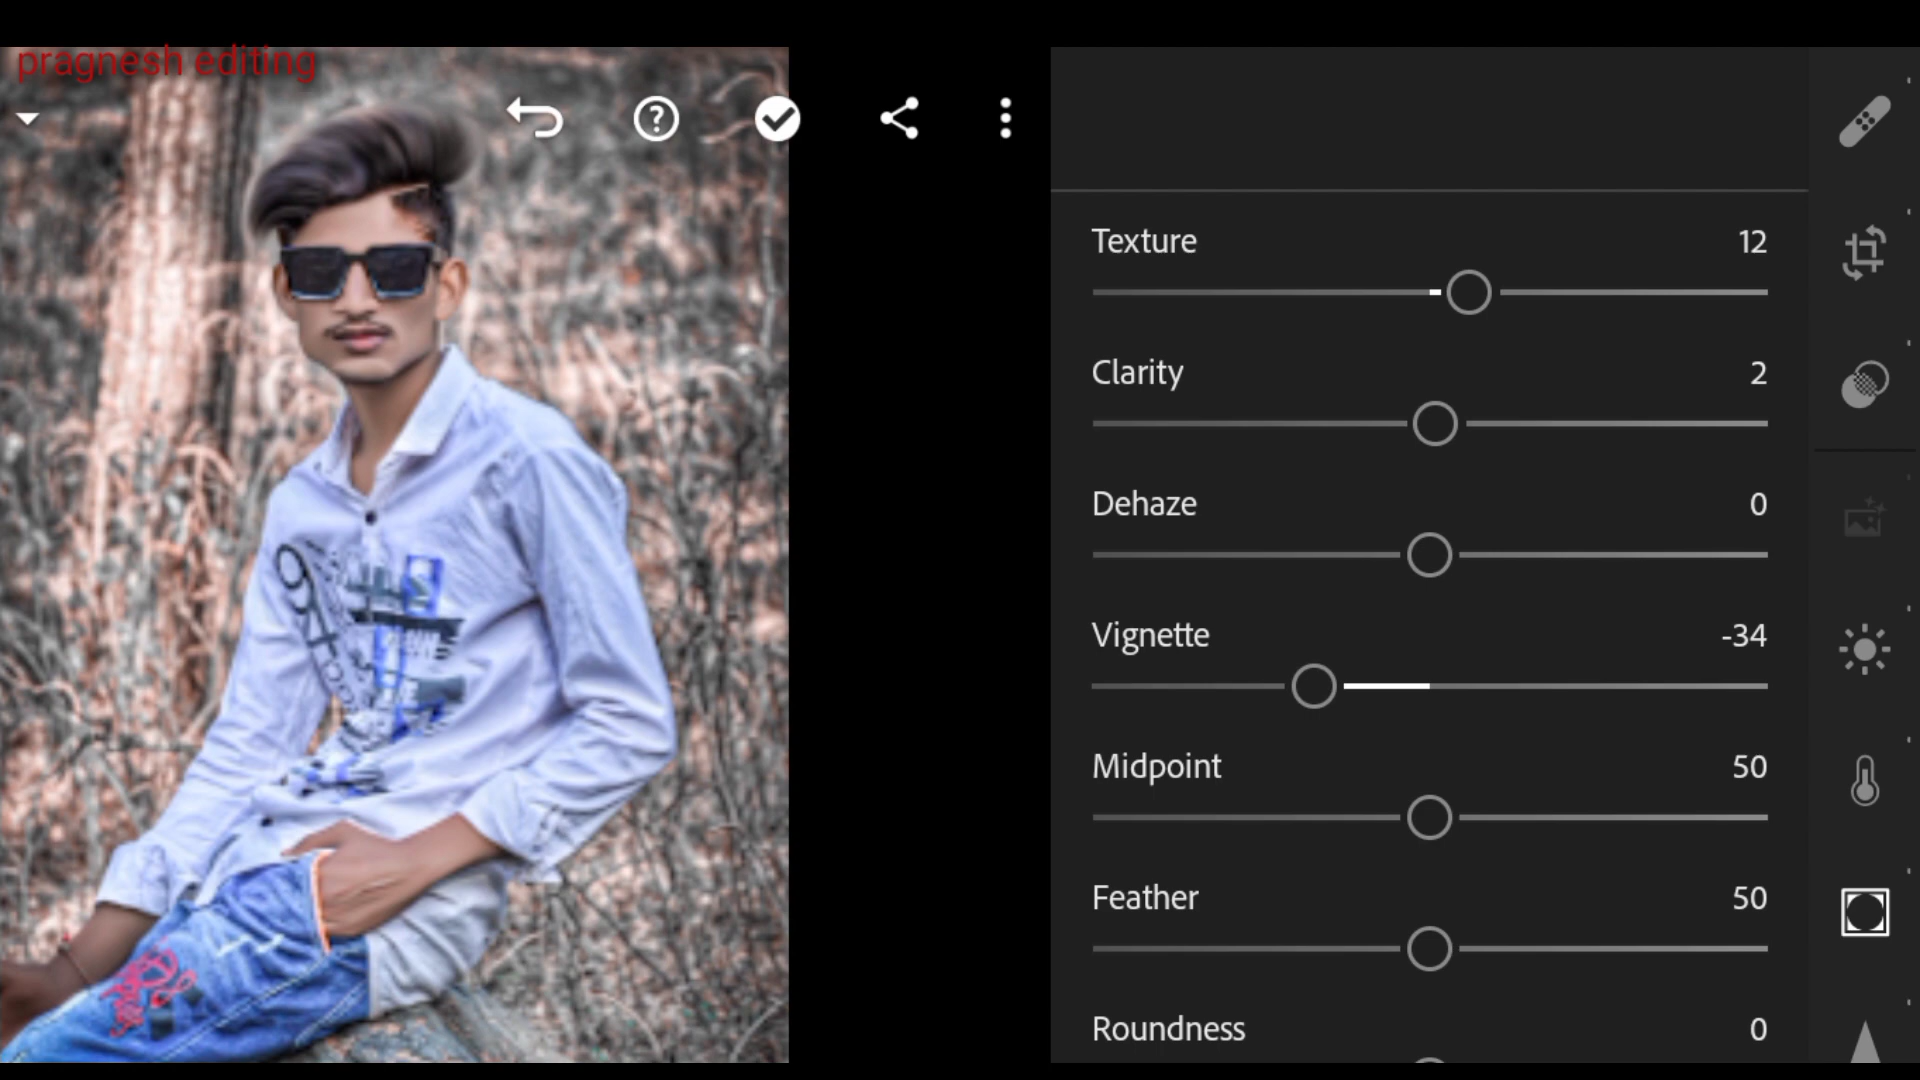 pragnesh editing
Texture 12
Clarity 2
Dehaze 0
Vignette -34
Midpoint 50
Feather 50
Roundness 0